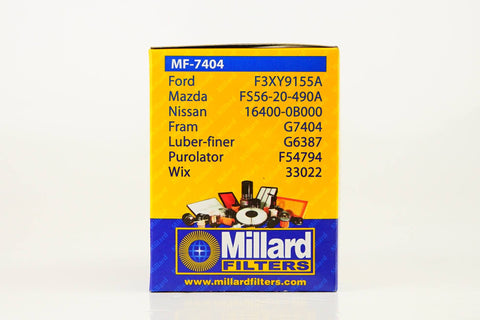 MF-7404
Ford F3XY9155A
Mazda FS56-20-490A
Nissan 16400-0B000
Fram G7404
Luber-finer G6387
Purolator F54794
Wix 33022
Millard
FILTERS
www.millardfilters.com